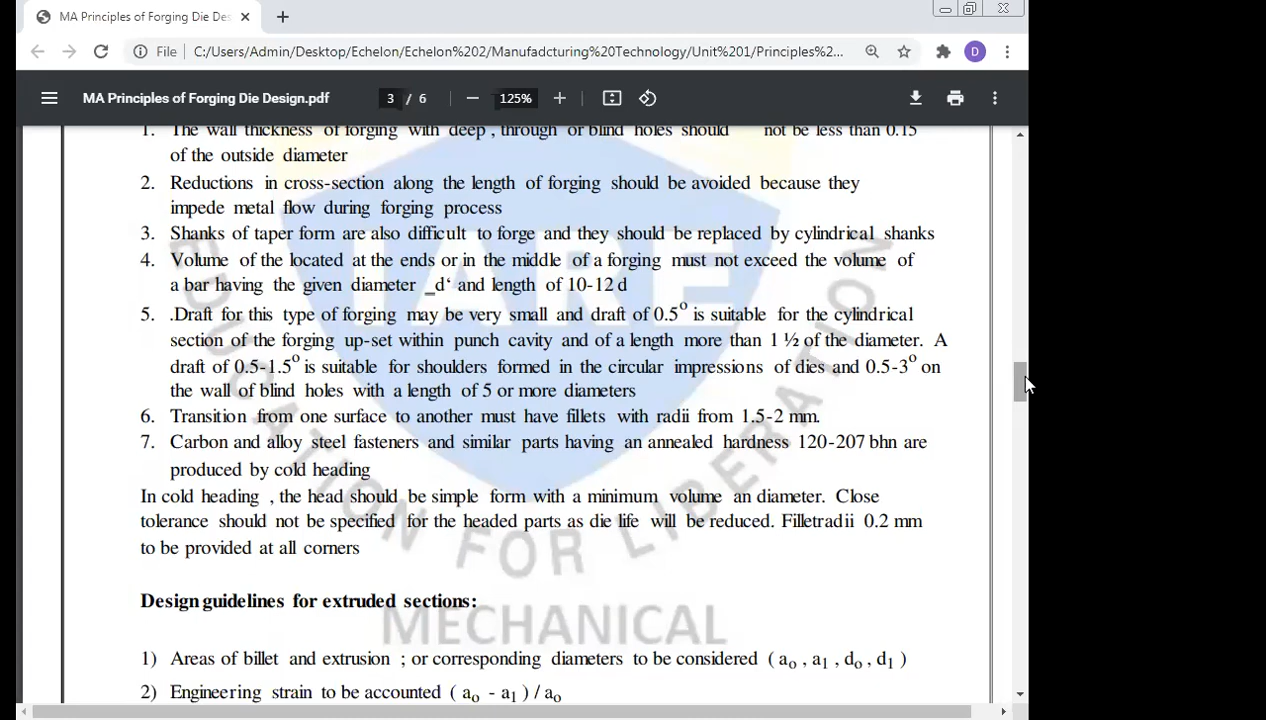 MA Principles of Forging Die Des
File C:/Users/Admin/Desktop/Echelon/Echelon%202/Manufadcturing%20Technology/Unit%201/Principles%2... D
MA Principles of Forging Die Design.pdf 3 / 6 125%
1. The wall thickness of forging with deep , through or blind holes should not be less than 0.15
of the outside diameter
2. Reductions in cross-section along the length of forging should be avoided because they
impede metal flow during forging process
3. Shanks of taper form are also difficult to forge and they should be replaced by cylindrical shanks
4. Volume of the located at the ends or in the middle of a forging must not exceed the volume of
a bar having the given diameter _d‘ and length of 10-12 d
5. .Draft for this type of forging may be very small and draft of 0.5° is suitable for the cylindrical
section of the forging up-set within punch cavity and of a length more than 1 ½ of the diameter. A
draft of 0.5-1.5° is suitable for shoulders formed in the circular impressions of dies and 0.5-3° on
the wall of blind holes with a length of 5 or more diameters
6. Transition from one surface to another must have fillets with radii from 1.5-2 mm.
7. Carbon and alloy steel fasteners and similar parts having an annealed hardness 120-207 bhn are
produced by cold heading
In cold heading , the head should be simple form with a minimum volume an diameter. Close
tolerance should not be specified for the headed parts as die life will be reduced. Filletradii 0.2 mm
to be provided at all corners
Design guidelines for extruded sections:
1) Areas of billet and extrusion ; or corresponding diameters to be considered ( a₀ , a₁ , d₀ , d₁ )
2) Engineering strain to be accounted ( a₀ - a₁ ) / a₀
IARE
EDUCATION FOR LIBERATION
MECHANICAL